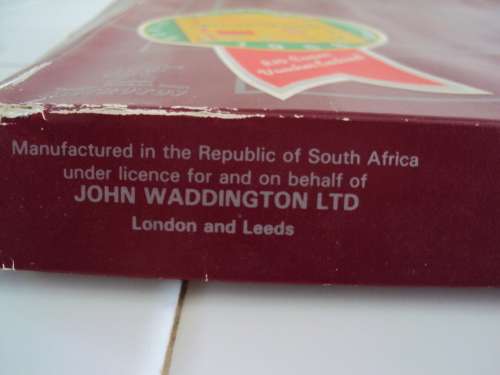 Manufactured in the Republic of South Africa
under licence for and on behalf of
JOHN WADDINGTON LTD
London and Leeds